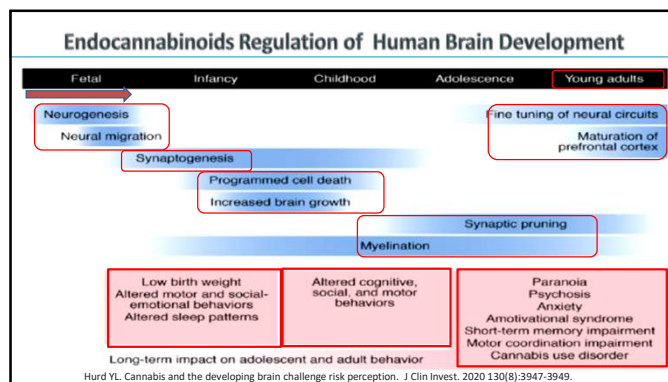 Endocannabinoids Regulation of Human Brain Development
Fetal Infancy Childhood Adolescence Young adults
Neurogenesis
Fine tuning of neural circuits
Neural migration
Maturation of
prefrontal cortex
Synaptogenesis
Programmed cell death
Increased brain growth
Synaptic pruning
Myelination
Low birth weight
Altered motor and social-
emotional behaviors
Altered sleep patterns
Altered cognitive,
social, and motor
behaviors
Paranoia
Psychosis
Anxiety
Amotivational syndrome
Short-term memory impairment
Motor coordination impairment
Cannabis use disorder
Long-term impact on adolescent and adult behavior
Hurd YL. Cannabis and the developing brain challenge risk perception. J Clin Invest. 2020 130(8):3947-3949.